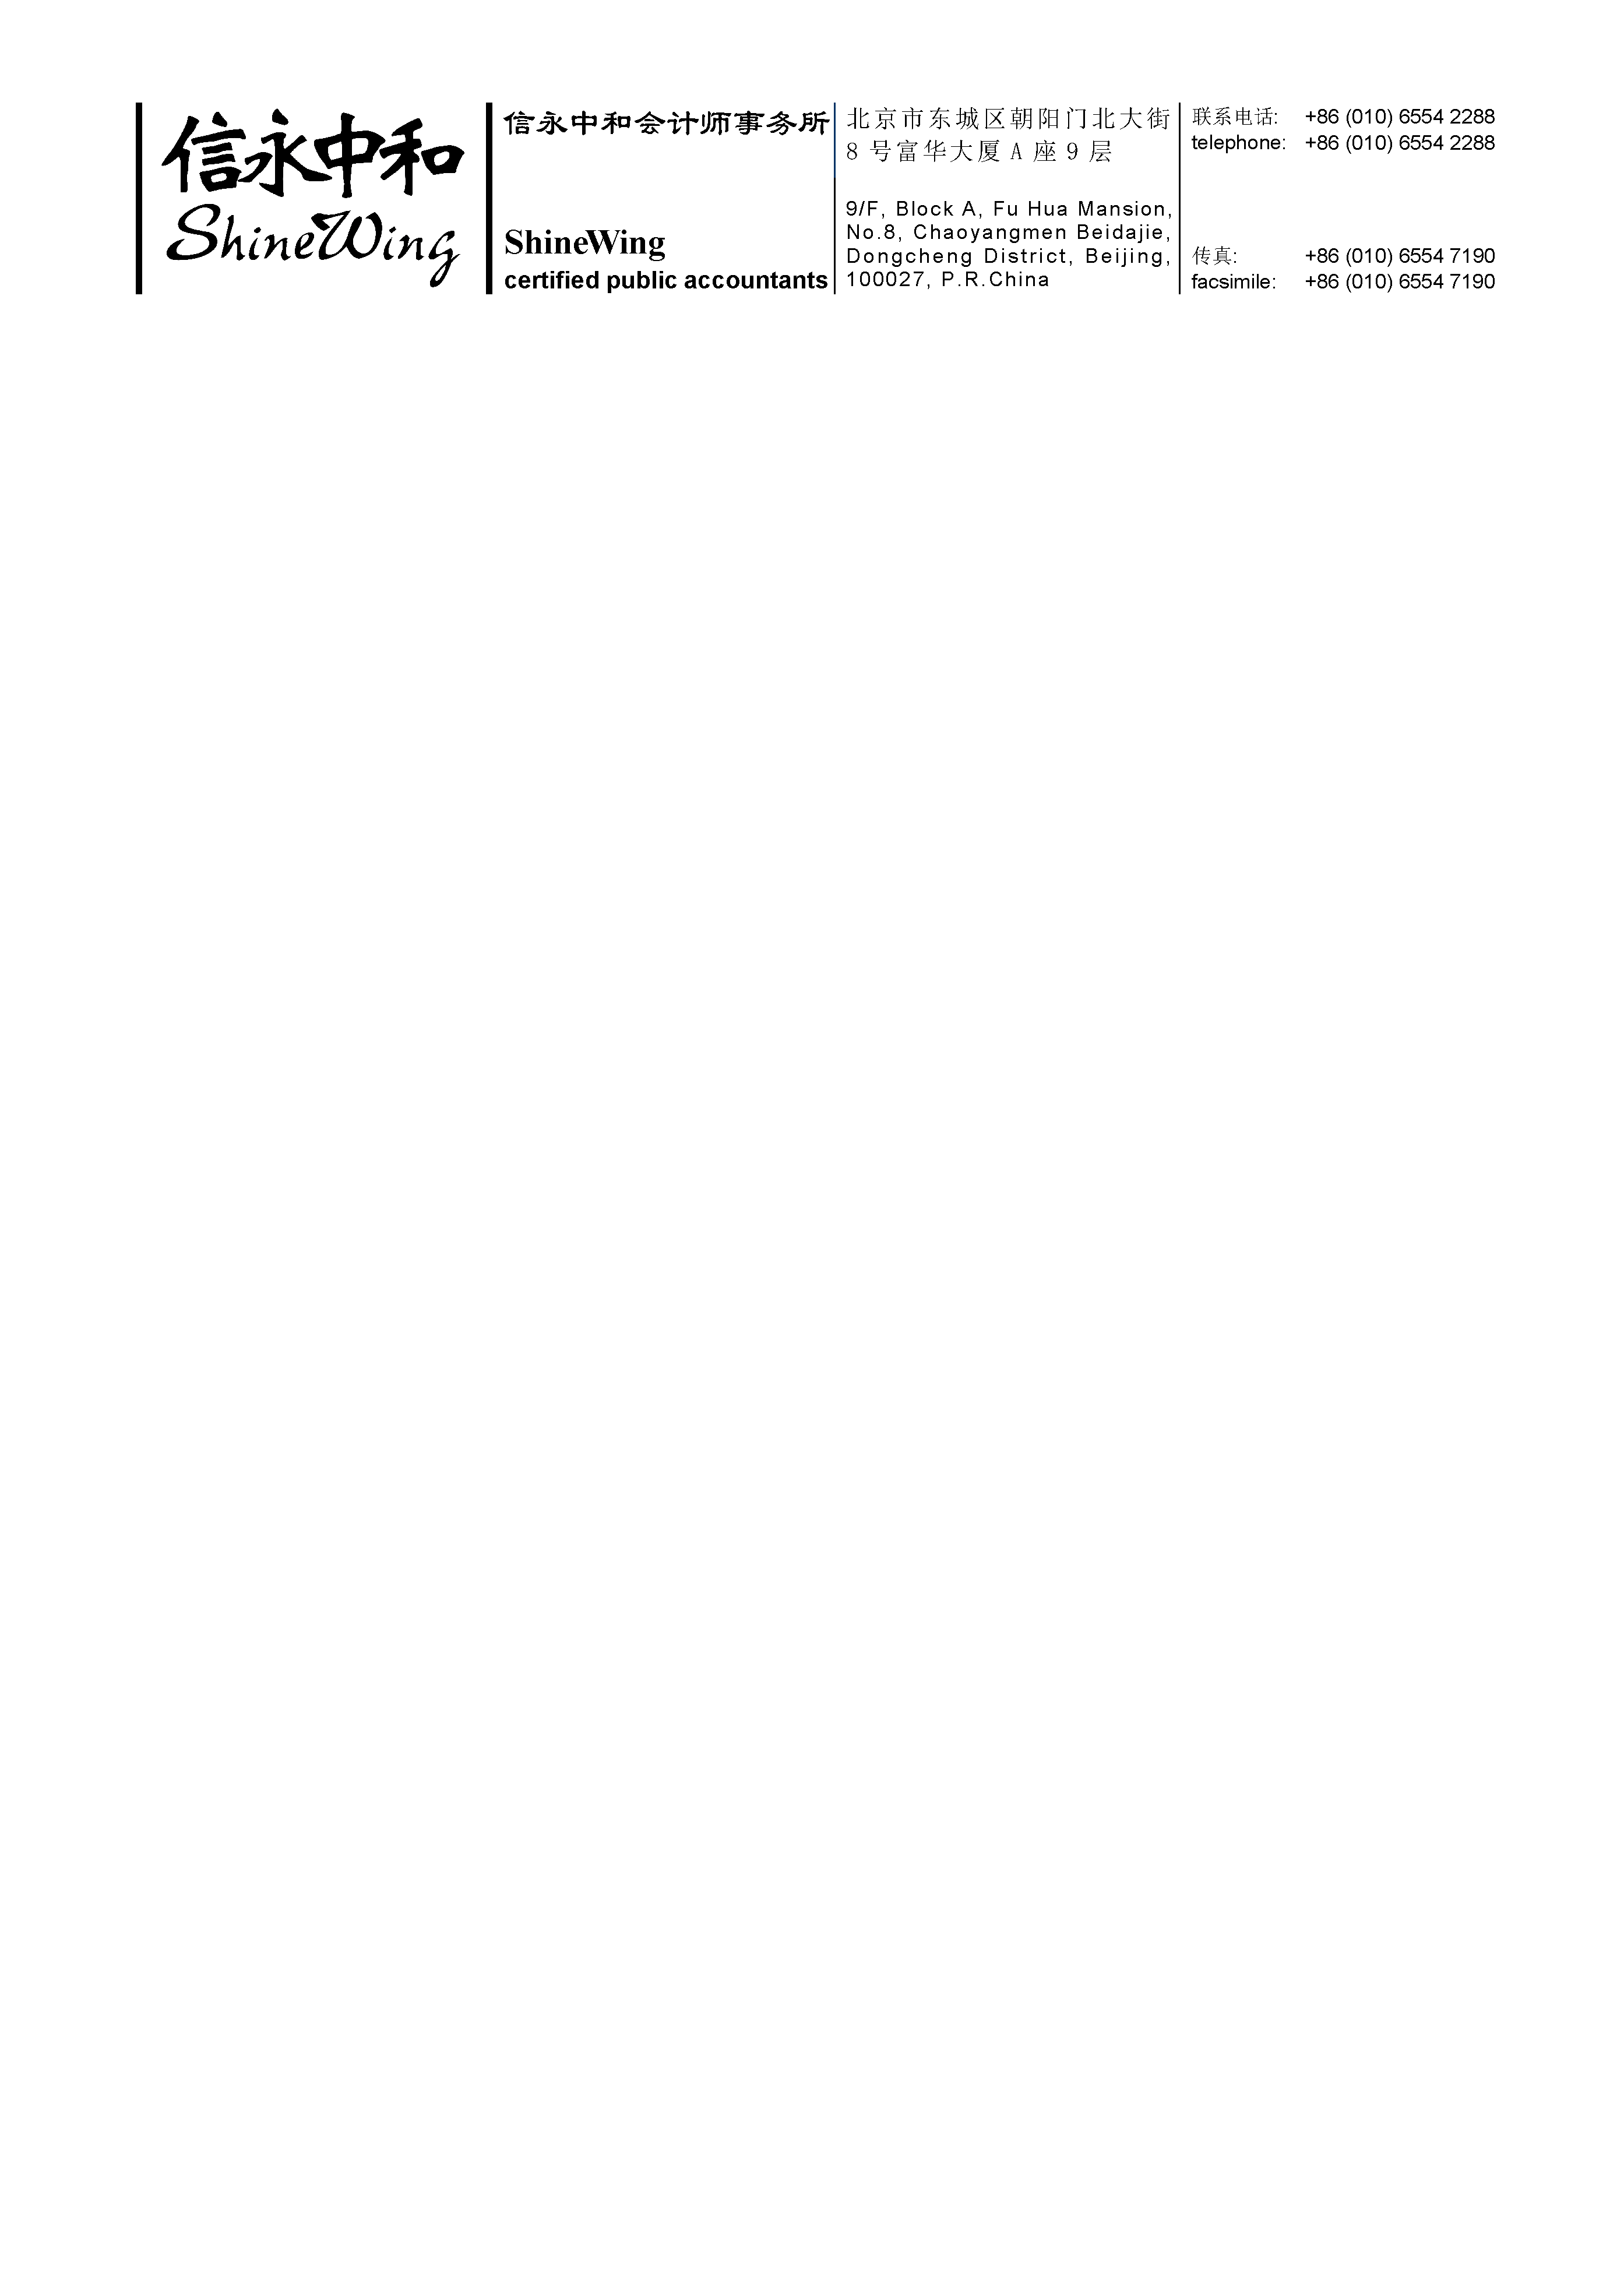 信永中和
ShineWing
信永中和会计师事务所
ShineWing
certified public accountants
北京市东城区朝阳门北大街
8 号富华大厦 A 座 9 层
9/F, Block A, Fu Hua Mansion,
No.8, Chaoyangmen Beidajie,
Dongcheng District, Beijing,
100027, P.R.China
联系电话: +86 (010) 6554 2288
telephone: +86 (010) 6554 2288
传真: +86 (010) 6554 7190
facsimile: +86 (010) 6554 7190